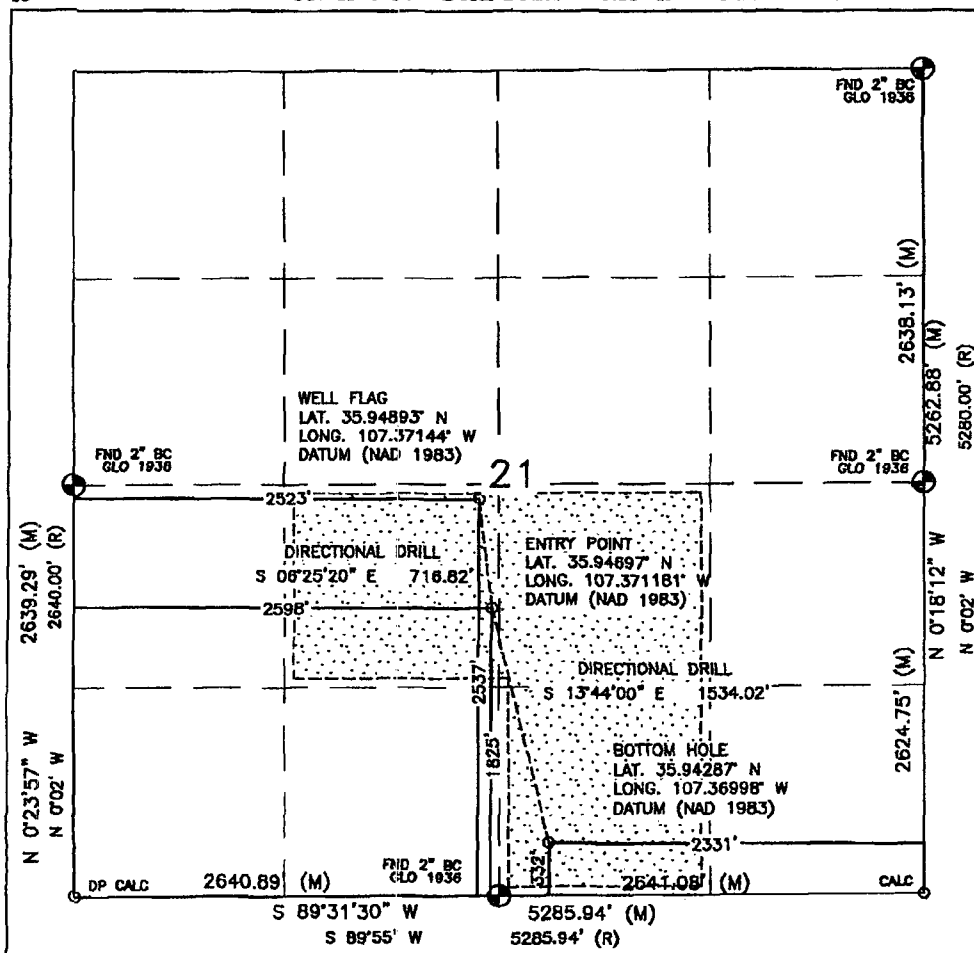 FND 2" BC
GLO 1936
2638.13' (M)
5262.88' (M)
5280.00' (R)
WELL FLAG
LAT. 35.94893° N
LONG. 107.37144° W
DATUM (NAD 1983)
FND 2" BC
GLO 1936
21
FND 2" BC
GLO 1936
2523'
DIRECTIONAL DRILL
S 06°25'20" E 716.82'
ENTRY POINT
LAT. 35.94697° N
LONG. 107.371181° W
DATUM (NAD 1983)
2598'
2639.29' (M)
2640.00' (R)
N 0°18'12" W
N 0°02' W
2537'
1825'
DIRECTIONAL DRILL
S 13°44'00" E 1534.02'
2624.75' (M)
BOTTOM HOLE
LAT. 35.94287° N
LONG. 107.36998° W
DATUM (NAD 1983)
N 0°23'57" W
N 0°02' W
2331'
332'
FND 2" BC
GLO 1936
DP CALC
2640.89 (M)
2641.08' (M)
CALC
S 89°31'30" W
5285.94' (M)
S 89°55' W
5285.94' (R)